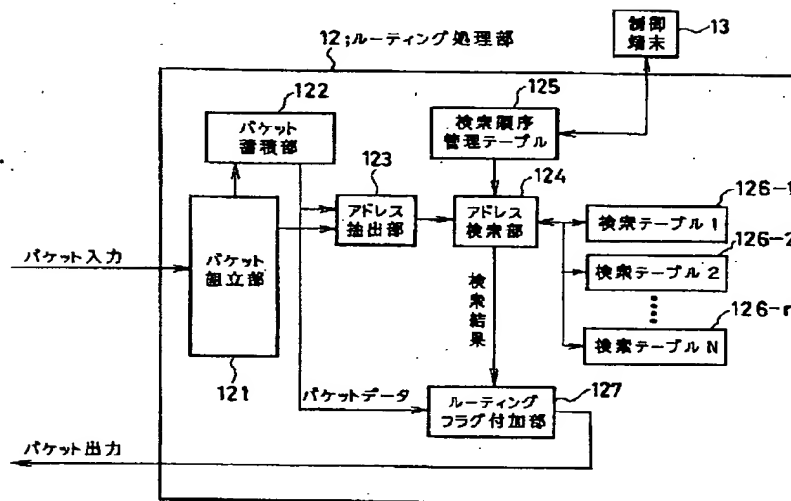 12;ルーティング処理部
制御
端末
13
122
パケット
蓄積部
125
検索順序
管理テーブル
123
アドレス
抽出部
124
アドレス
検索部
126-1
検索テーブル1
126-2
検索テーブル2
126-n
検索テーブルN
パケット入力
パケット
組立部
121
検索結果
パケットデータ
127
ルーティング
フラグ付加部
パケット出力